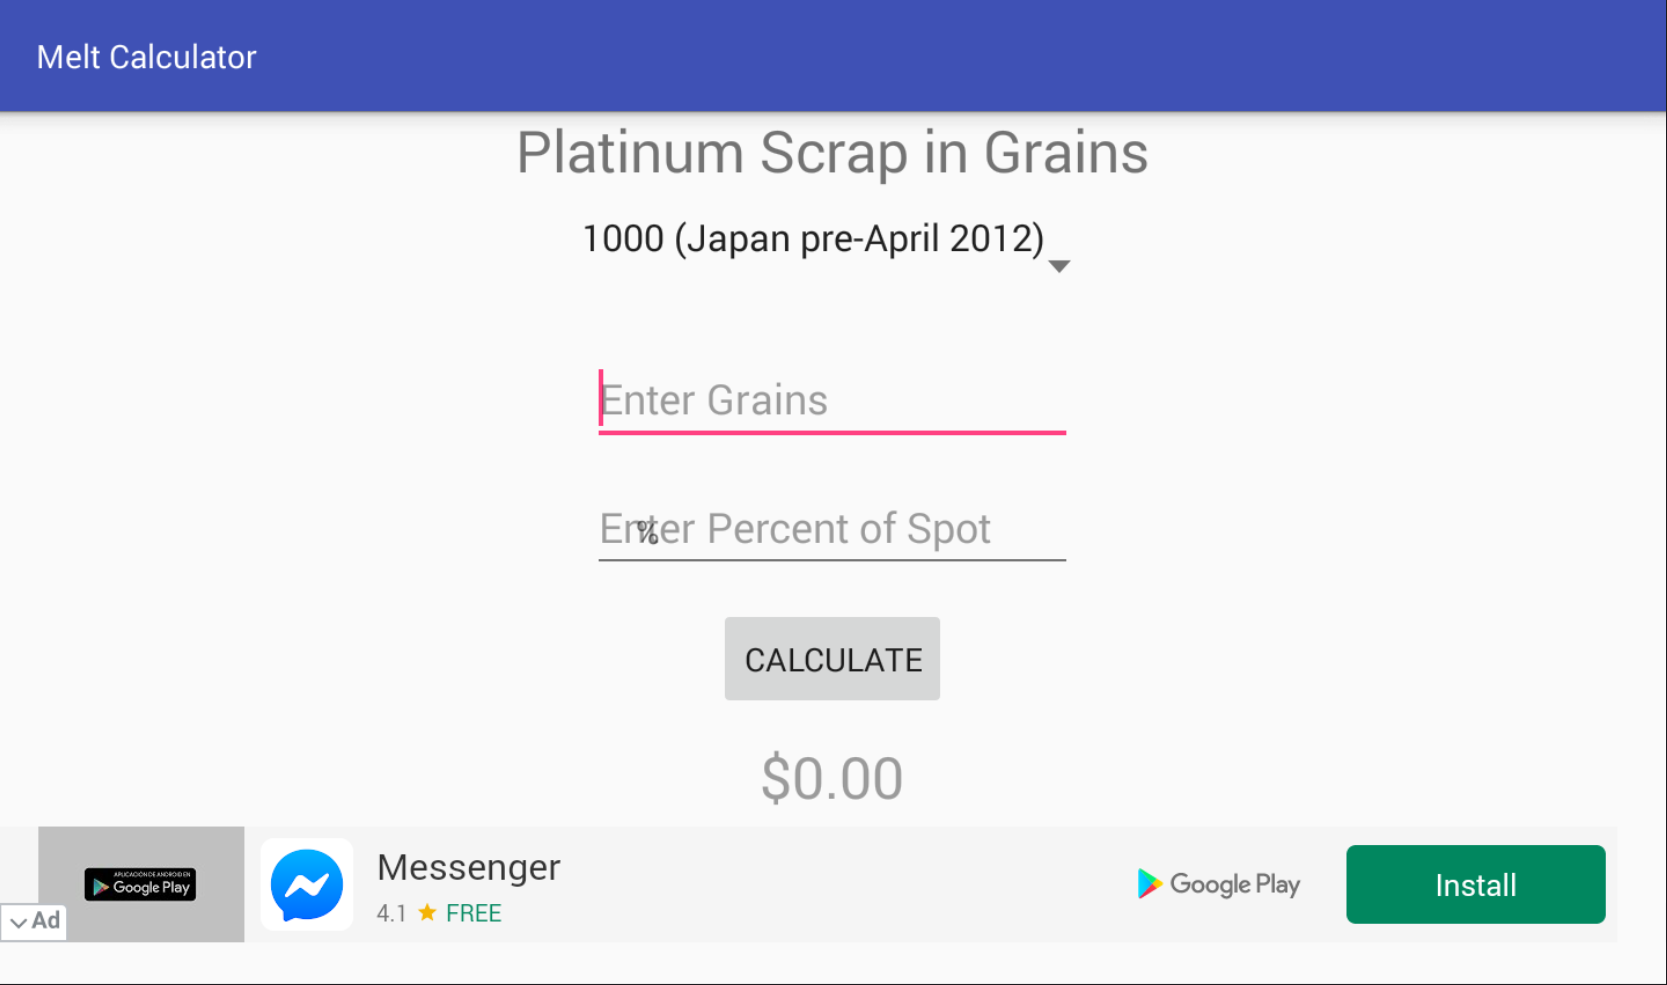 Melt Calculator
Platinum Scrap in Grains
1000 (Japan pre-April 2012)
Enter Grains
Enter Percent of Spot
%
CALCULATE
$0.00
APLICACIÓN DE ANDROID EN
Google Play
Messenger
4.1 ★ FREE
Google Play
Install
Ad